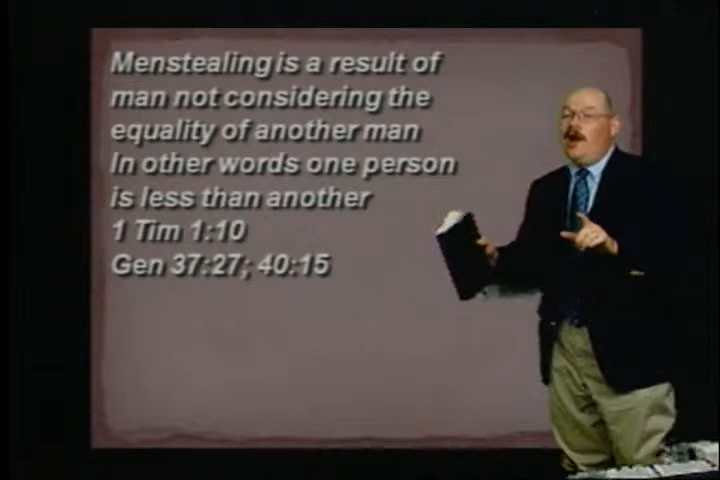 Menstealing is a result of
man not considering the
equality of another man
In other words one person
is less than another
1 Tim 1:10
Gen 37:27; 40:15